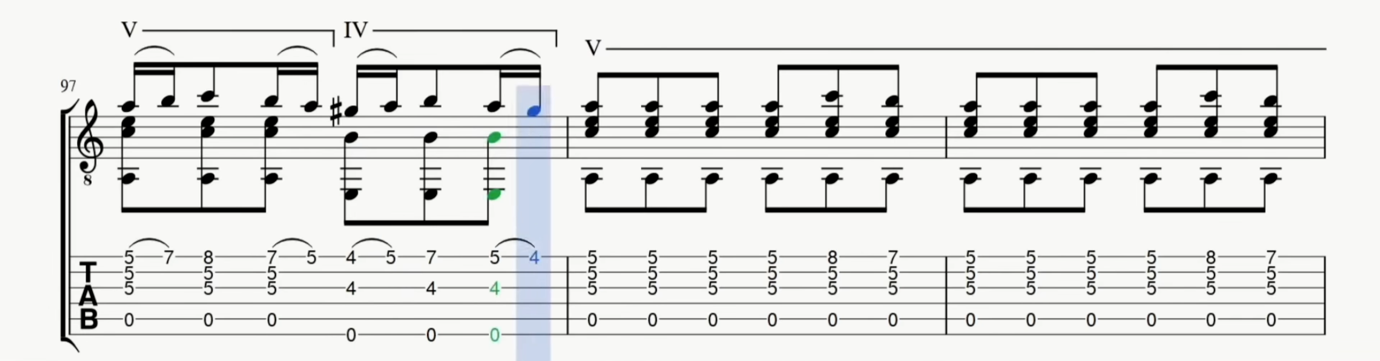 V IV
V
97
8
5 7 8 7 5 4 5 7 5 4 5 5 5 5 8 7 5 5 5 5 8 7
T 5 5 5 5 5 5 5 5 5 5 5 5 5 5 5
A 5 5 5 4 4 4 5 5 5 5 5 5 5 5 5 5 5 5
B 0 0 0 0 0 0 0 0 0 0 0 0 0 0 0
0 0 0